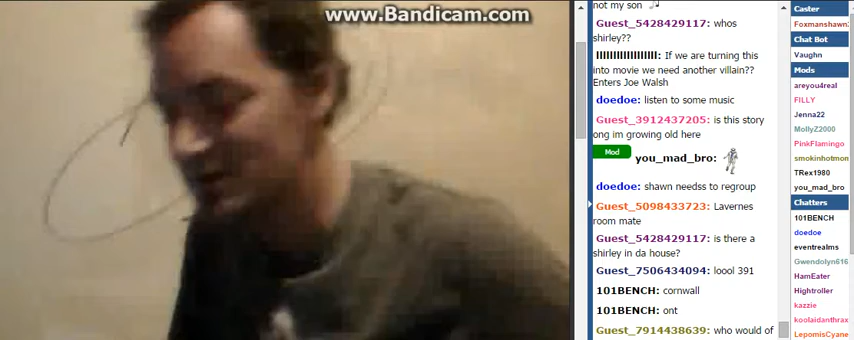 www.Bandicam.com
not my son
Guest_5428429117: whos
shirley??
llllllllllllllll: If we are turning this
into movie we need another villain??
Enters Joe Walsh
doedoe: listen to some music
Guest_3912437205: is this story
ong im growing old here
Mod you_mad_bro:
doedoe: shawn needss to regroup
Guest_5098433723: Lavernes
room mate
Guest_5428429117: is there a
shirley in da house?
Guest_7506434094: loool 391
101BENCH: cornwall
101BENCH: ont
Guest_7914438639: who would of
Caster
Foxmanshawn
Chat Bot
Vaughn
Mods
areyou4real
FILLY
Jenna22
MollyZ2000
PinkFlamingo
smokinhotmon
TRex1980
you_mad_bro
Chatters
101BENCH
doedoe
eventrealms
Gwendolyn616
HamEater
Hightroller
kazzie
koolaidanthrax
LepomisCyane